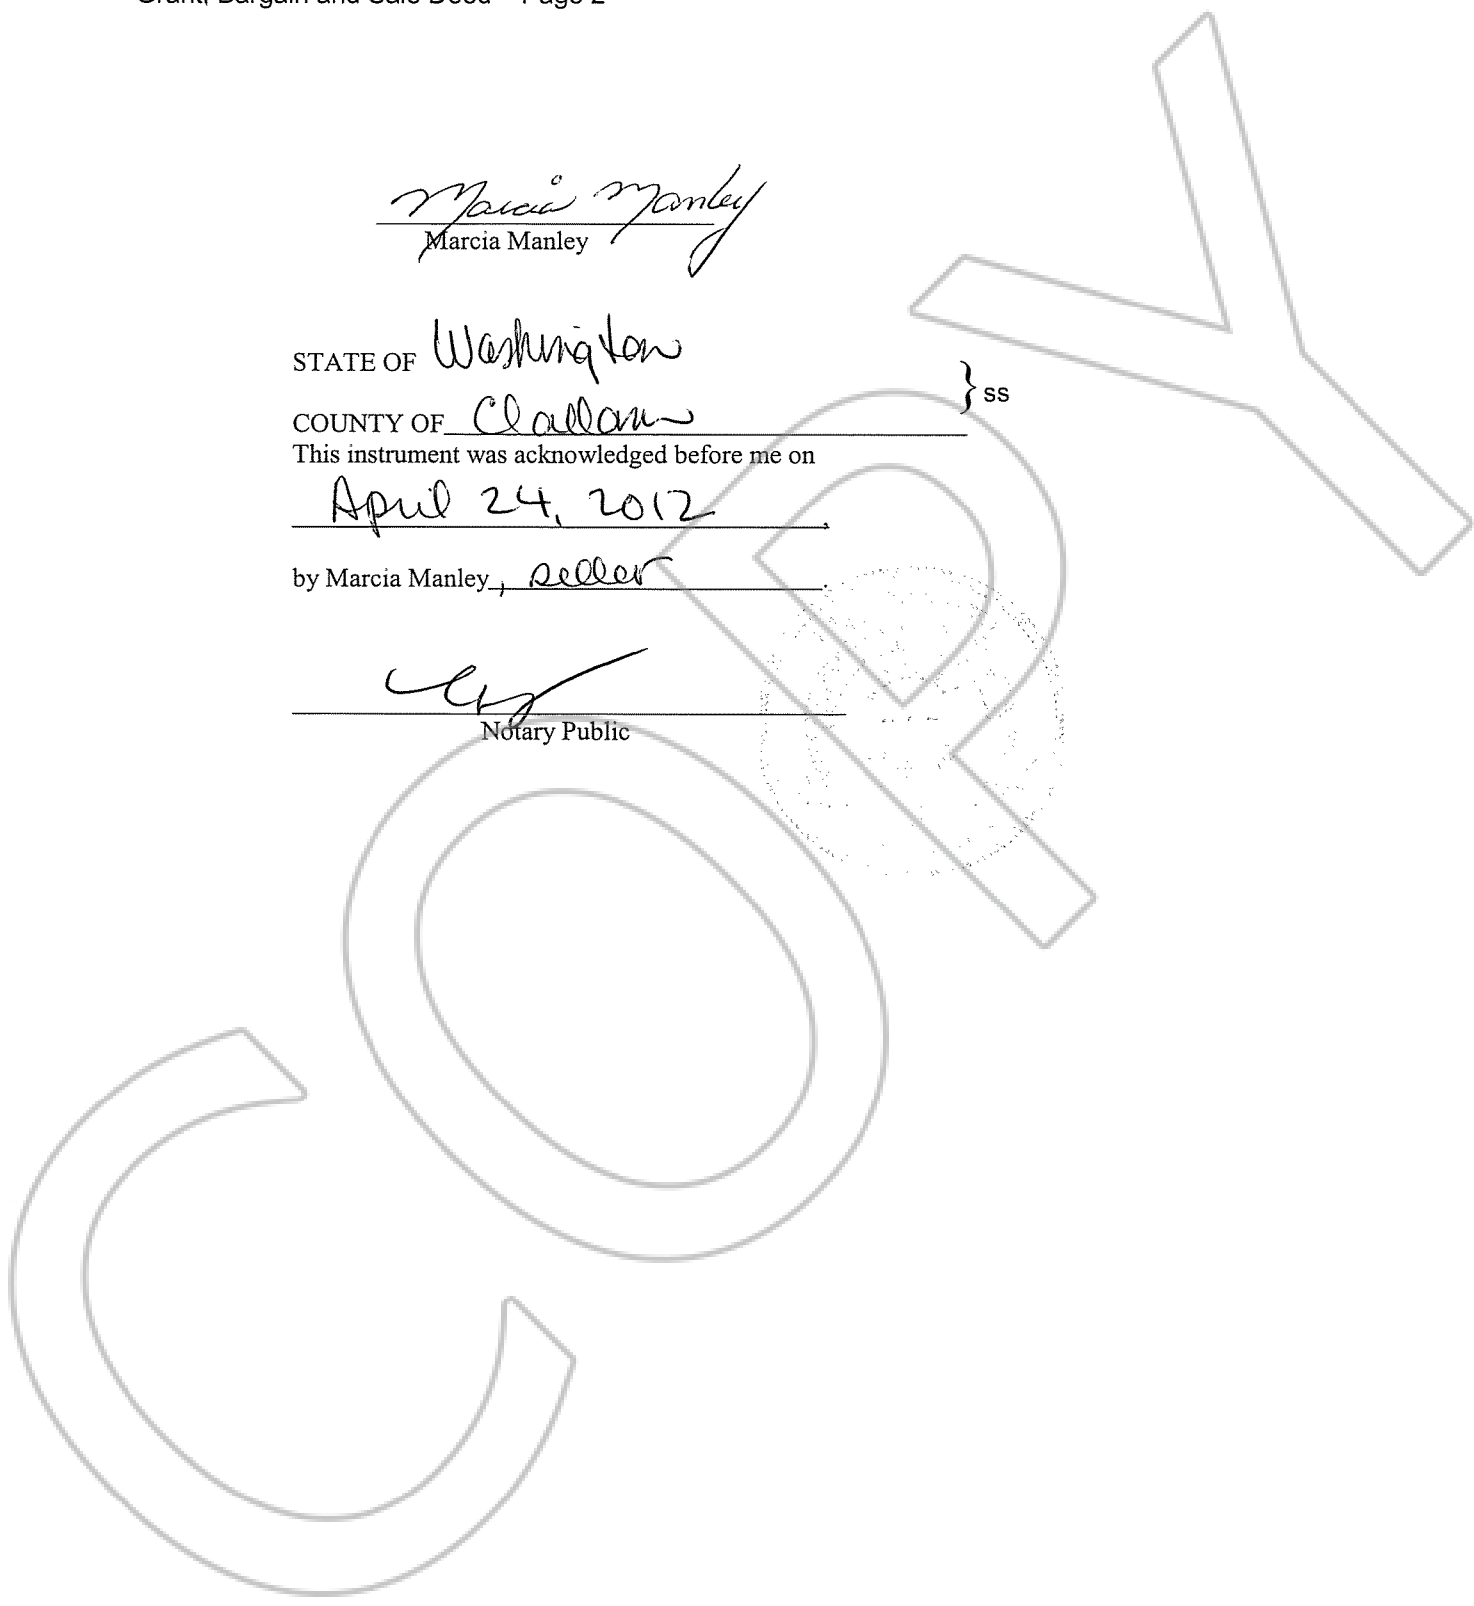 Grant, Bargain and Sale Deed – Page 2
Marcia Manley
Marcia Manley
STATE OF Washington
} ss
COUNTY OF Clallam
This instrument was acknowledged before me on
April 24, 2012.
by Marcia Manley, seller.
Notary Public
COPY